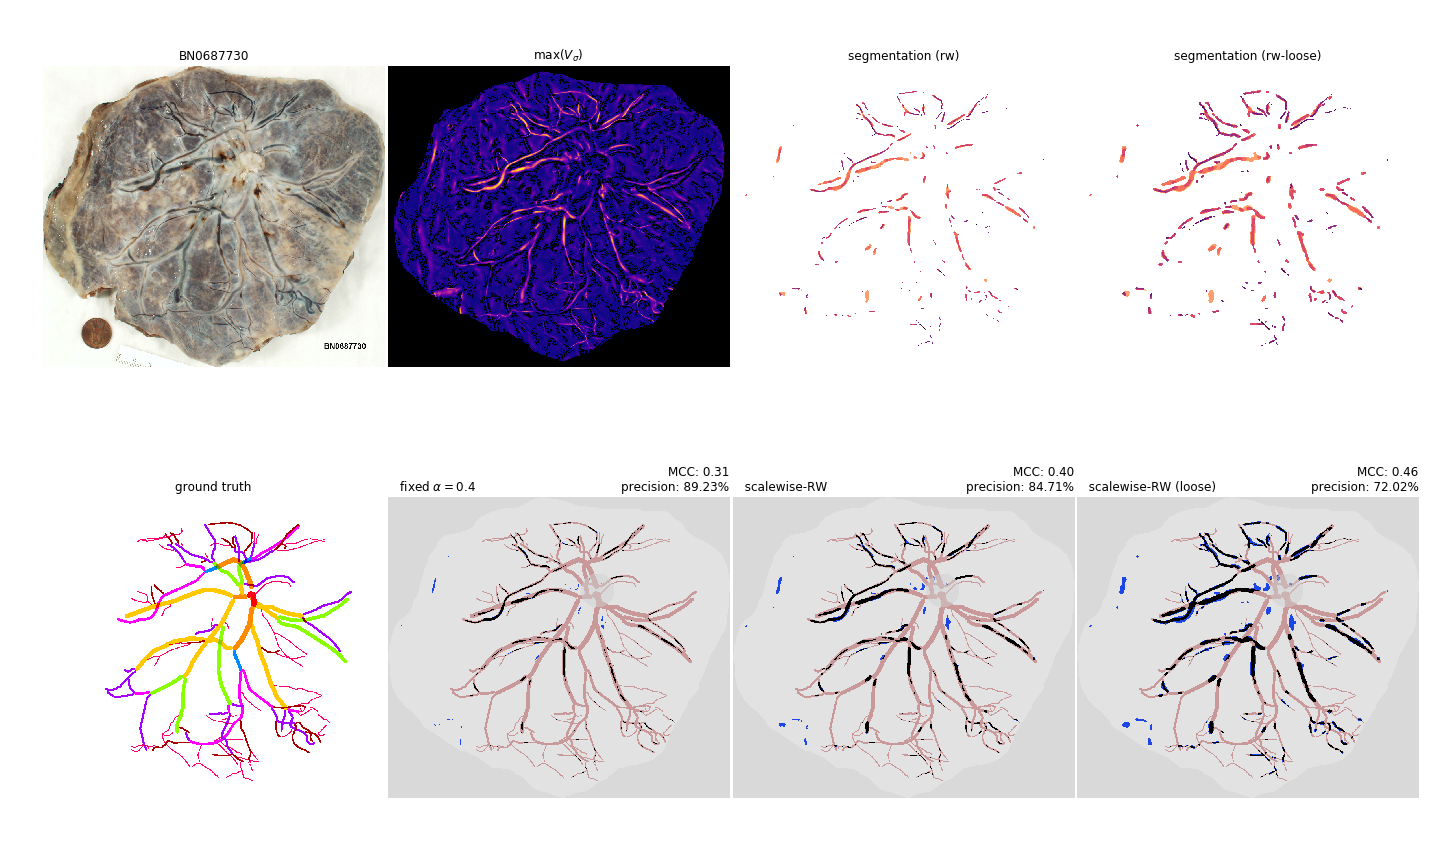 BN0687730
max(V_σ)
segmentation (rw)
segmentation (rw-loose)
BN0687730
ground truth
fixed α = 0.4
MCC: 0.31
precision: 89.23%
scalewise-RW
MCC: 0.40
precision: 84.71%
scalewise-RW (loose)
MCC: 0.46
precision: 72.02%